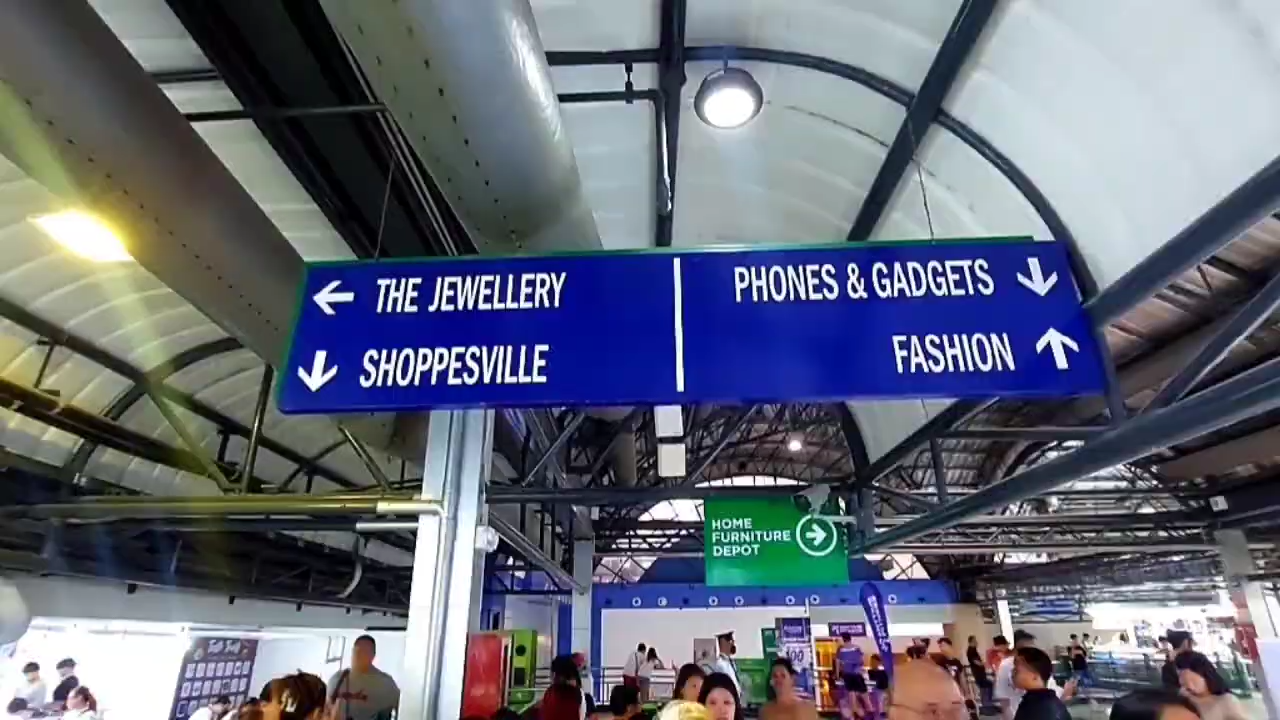 THE JEWELLERY
SHOPPESVILLE
PHONES & GADGETS
FASHION
HOME
FURNITURE
DEPOT